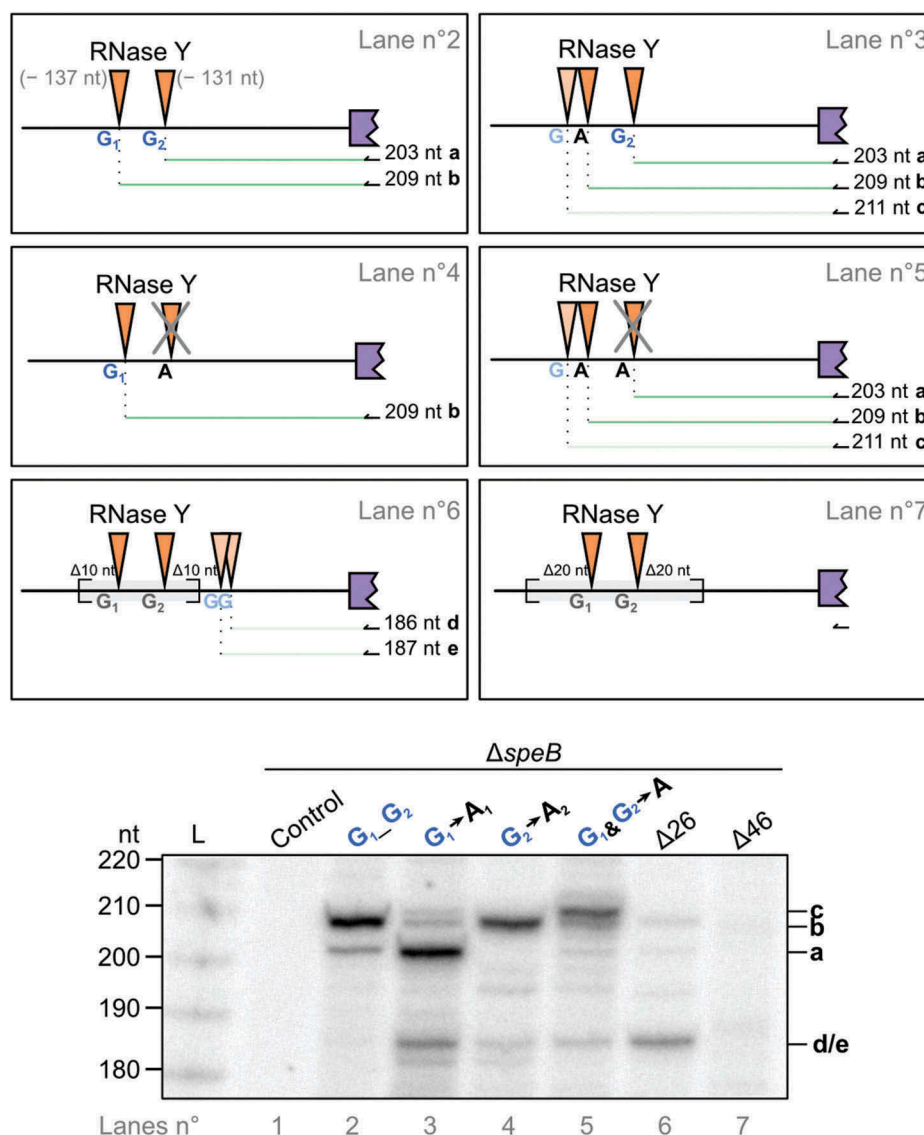 Lane n°2
RNase Y
(− 137 nt)
(− 131 nt)
G₁
G₂
203 nt a
209 nt b
Lane n°3
RNase Y
G
A
G₂
203 nt a
209 nt b
211 nt c
Lane n°4
RNase Y
G₁
A
209 nt b
Lane n°5
RNase Y
G
A
A
203 nt a
209 nt b
211 nt c
Lane n°6
RNase Y
Δ10 nt
Δ10 nt
G₁
G₂
GG
186 nt d
187 nt e
Lane n°7
RNase Y
Δ20 nt
Δ20 nt
G₁
G₂
ΔspeB
nt
L
Control
G₁_G₂
G₁→A₁
G₂→A₂
G₁&G₂→A
Δ26
Δ46
220
210
200
190
180
c
b
a
d/e
Lanes n° 1 2 3 4 5 6 7